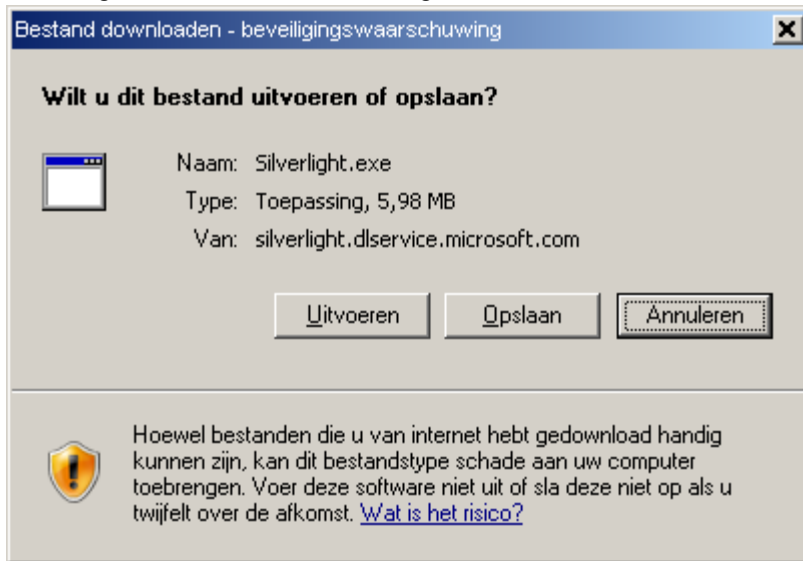 Bestand downloaden - beveiligingswaarschuwing
Wilt u dit bestand uitvoeren of opslaan?
Naam: Silverlight.exe
Type: Toepassing, 5,98 MB
Van: silverlight.dlservice.microsoft.com
Uitvoeren Opslaan Annuleren
Hoewel bestanden die u van internet hebt gedownload handig
kunnen zijn, kan dit bestandstype schade aan uw computer
toebrengen. Voer deze software niet uit of sla deze niet op als u
twijfelt over de afkomst. Wat is het risico?